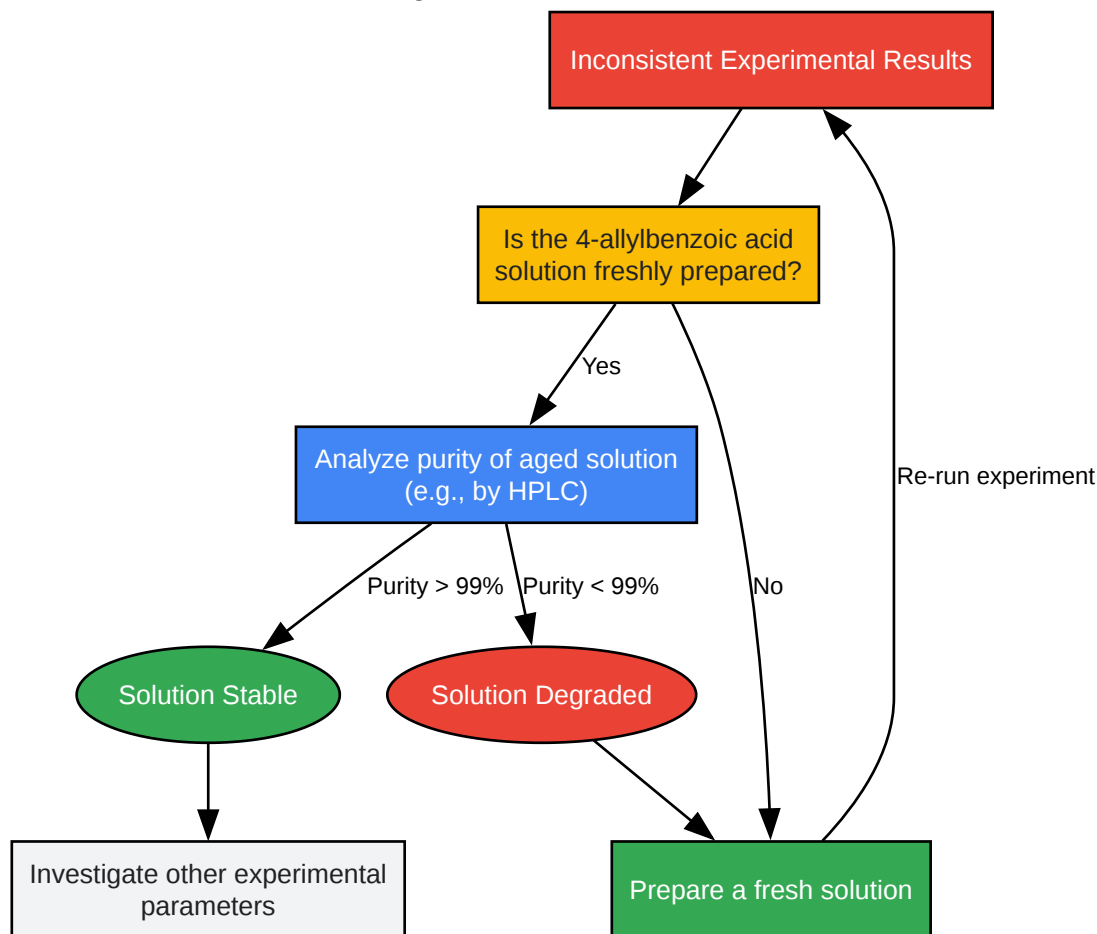 Inconsistent Experimental Results
Is the 4-allylbenzoic acid
solution freshly prepared?
Yes
Analyze purity of aged solution
(e.g., by HPLC)
Re-run experiment
Purity > 99%
Purity < 99%
No
Solution Stable
Solution Degraded
Investigate other experimental
parameters
Prepare a fresh solution